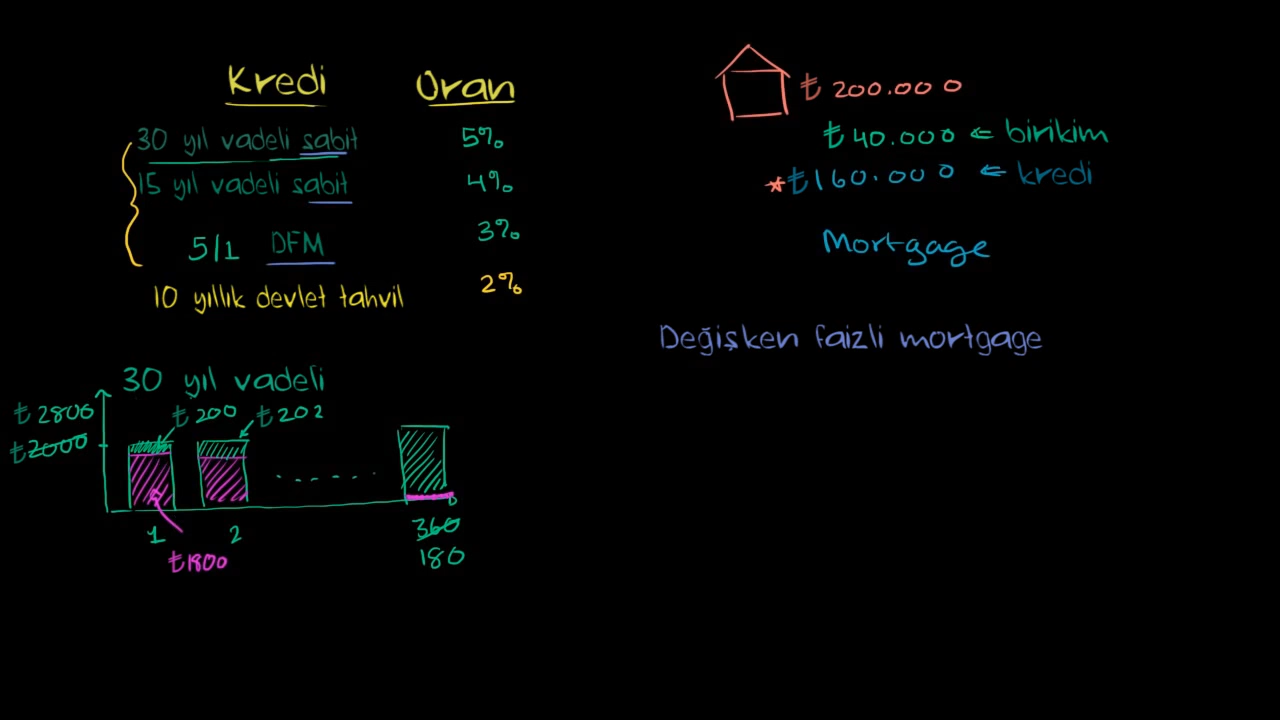 Kredi Oran
30 yıl vadeli sabit 5%
15 yıl vadeli sabit 4%
5/1 DFM 3%
10 yıllık devlet tahvil 2%
₺ 200.000
₺ 40.000 ← birikim
*₺160.000 ← kredi
Mortgage
Değişken faizli mortgage
30 yıl vadeli
₺ 2800
₺2000
₺ 200 ₺ 202
0
1 2 360
180
₺1800